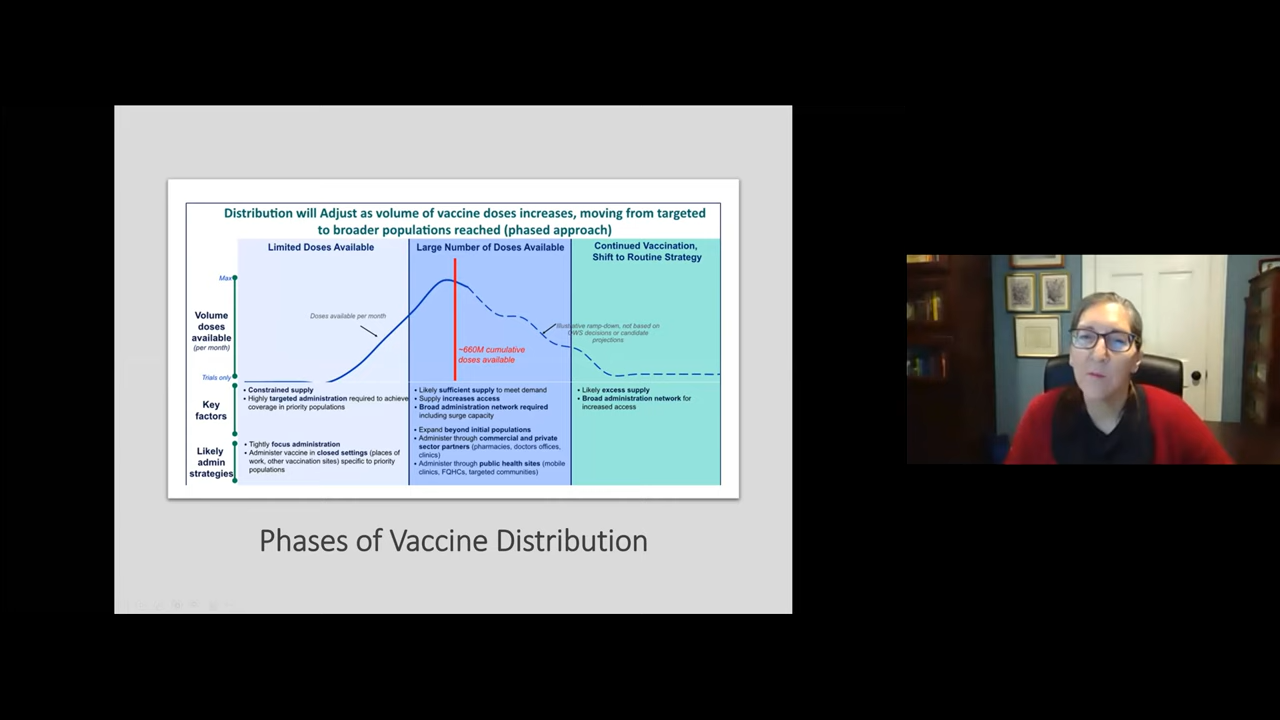 Distribution will Adjust as volume of vaccine doses increases, moving from targeted
to broader populations reached (phased approach)
Limited Doses Available
Large Number of Doses Available
Continued Vaccination,
Shift to Routine Strategy
Max
Volume
doses
available
(per month)
Trials only
Doses available per month
~660M cumulative
doses available
Illustrative ramp-down, not based on
OWS decisions or candidate
projections
Key
factors
• Constrained supply
• Highly targeted administration required to achieve
coverage in priority populations
• Likely sufficient supply to meet demand
• Supply increases access
• Broad administration network required
including surge capacity
• Likely excess supply
• Broad administration network for
increased access
Likely
admin
strategies
• Tightly focus administration
• Administer vaccine in closed settings (places of
work, other vaccination sites) specific to priority
populations
• Expand beyond initial populations
• Administer through commercial and private
sector partners (pharmacies, doctors offices,
clinics)
• Administer through public health sites (mobile
clinics, FQHCs, targeted communities)
Phases of Vaccine Distribution